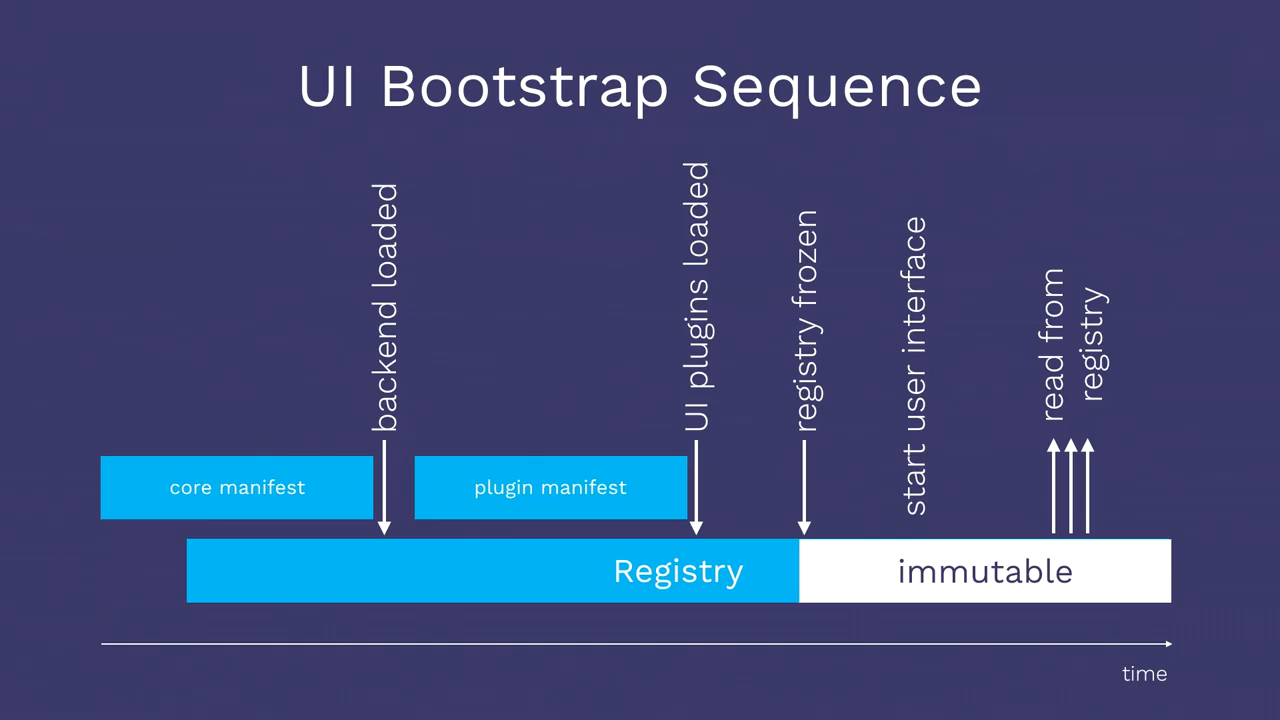 UI Bootstrap Sequence
backend loaded
UI plugins loaded
registry frozen
start user interface
read from
registry
core manifest
plugin manifest
Registry
immutable
time